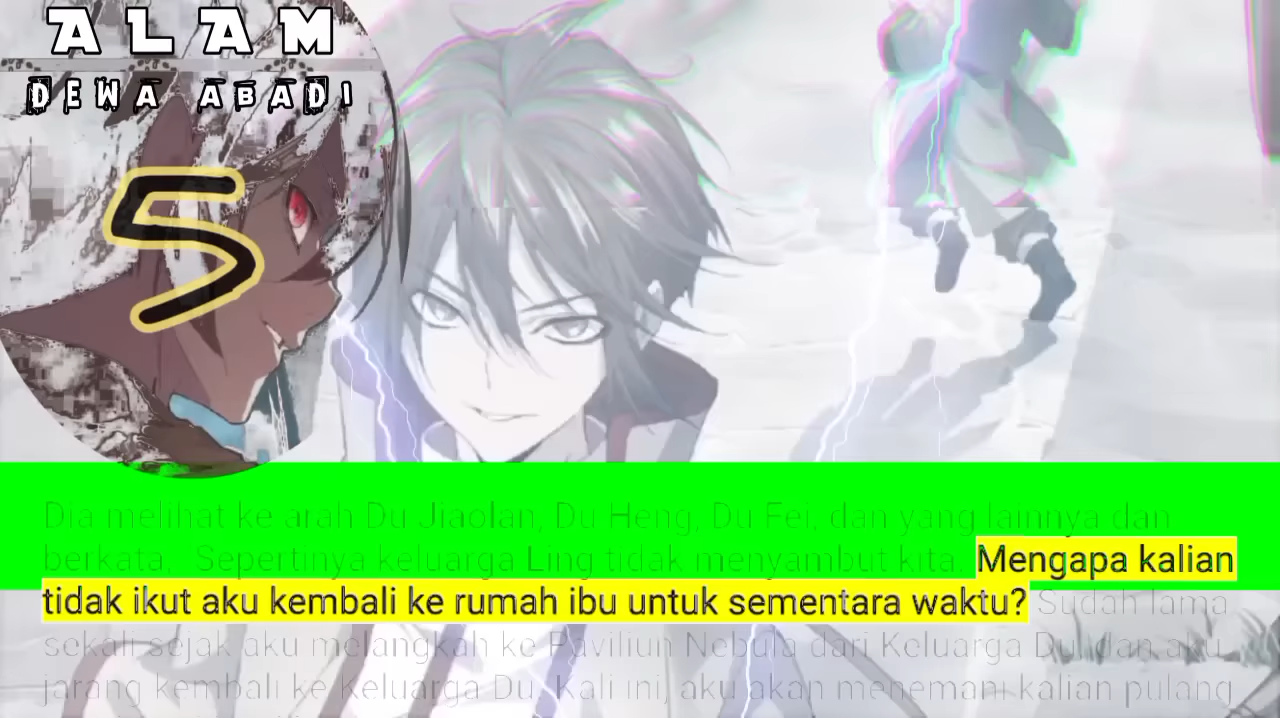 ALAM
DEWA ABADI
5
Dia melihat ke arah Du Jiaolan, Du Heng, Du Fei, dan yang lainnya dan
berkata, Sepertinya keluarga Ling tidak menyambut kita. Mengapa kalian
tidak ikut aku kembali ke rumah ibu untuk sementara waktu? Sudah lama
sekali sejak aku melangkah ke Paviliun Nebula dari Keluarga Du, dan aku
jarang kembali ke Keluarga Du. Kali ini, aku akan menemani kalian pulang